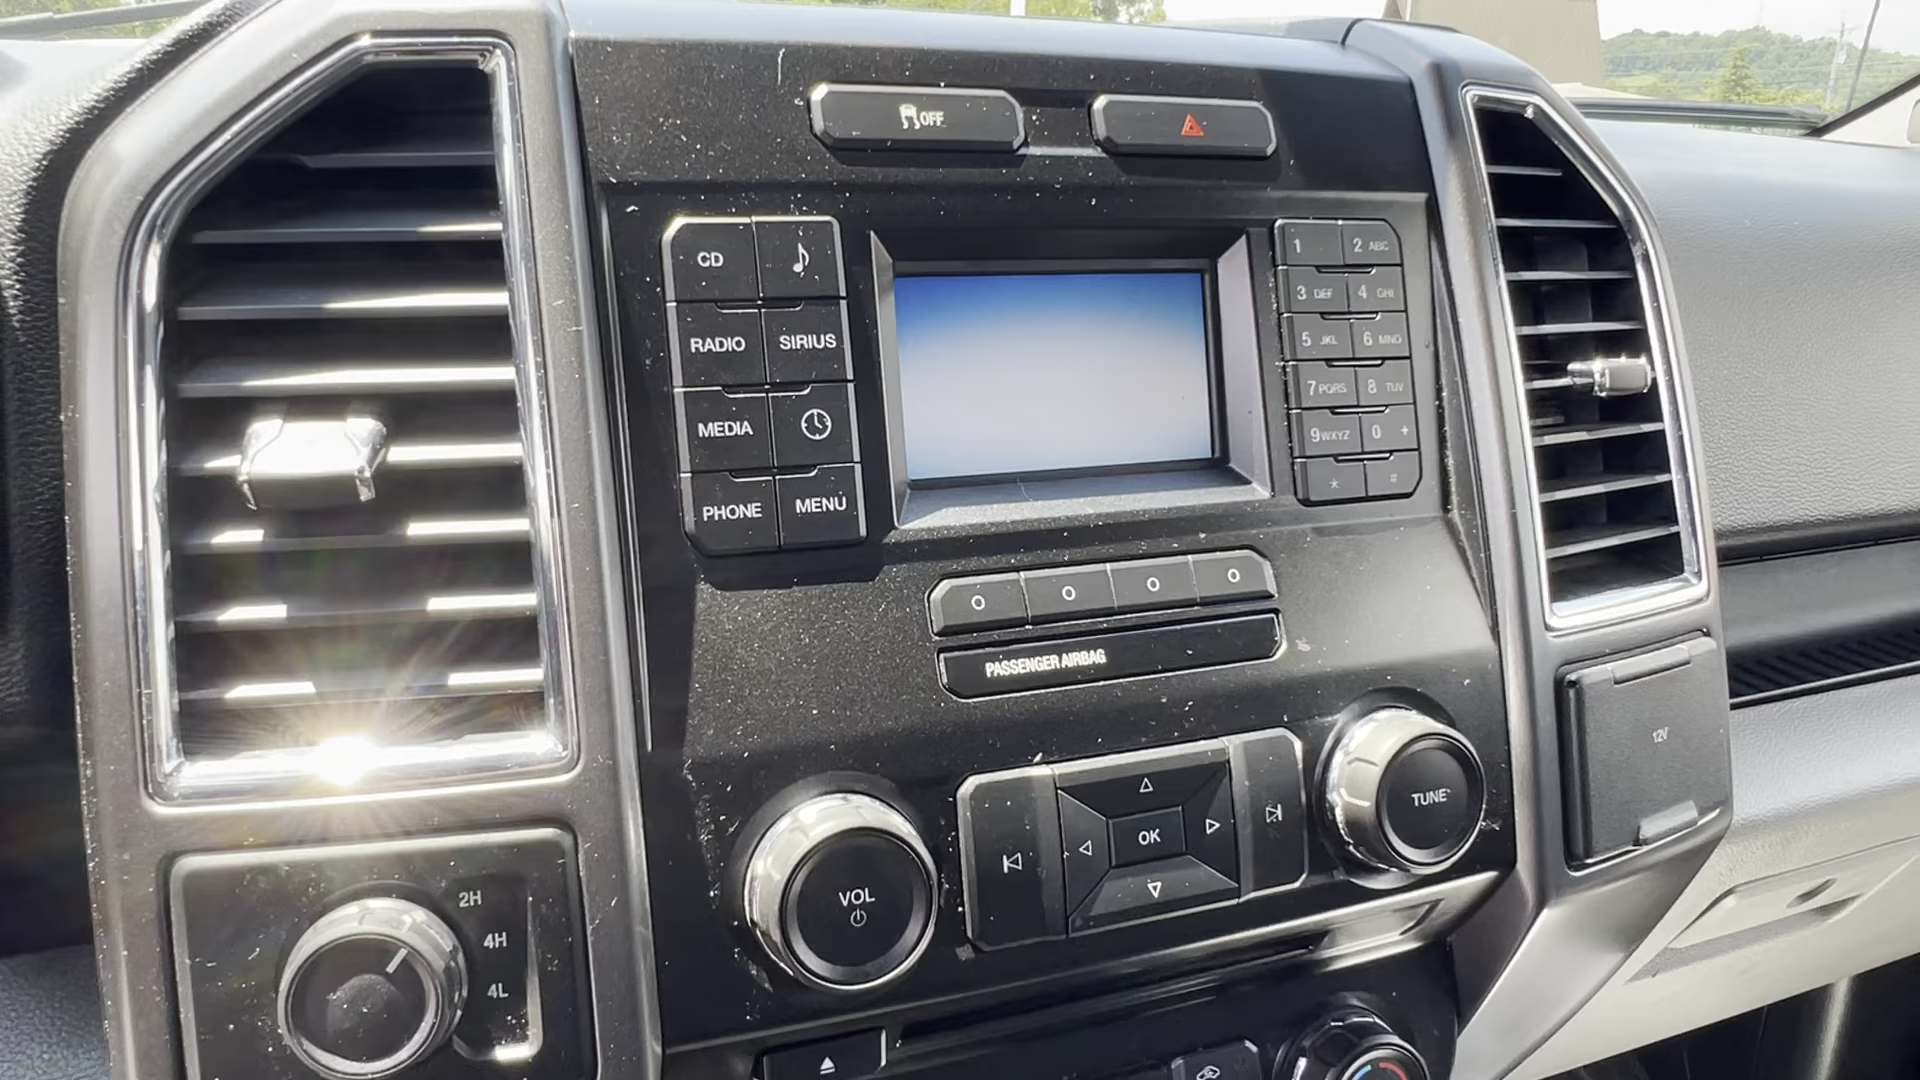 OFF
CD
RADIO SIRIUS
MEDIA
PHONE MENU
1 2 ABC
3 DEF 4 GHI
5 JKL 6 MNO
7 PQRS 8 TUV
9 WXYZ 0 +
* #
PASSENGER AIRBAG
12V
VOL
OK
TUNE
2H
4H
4L